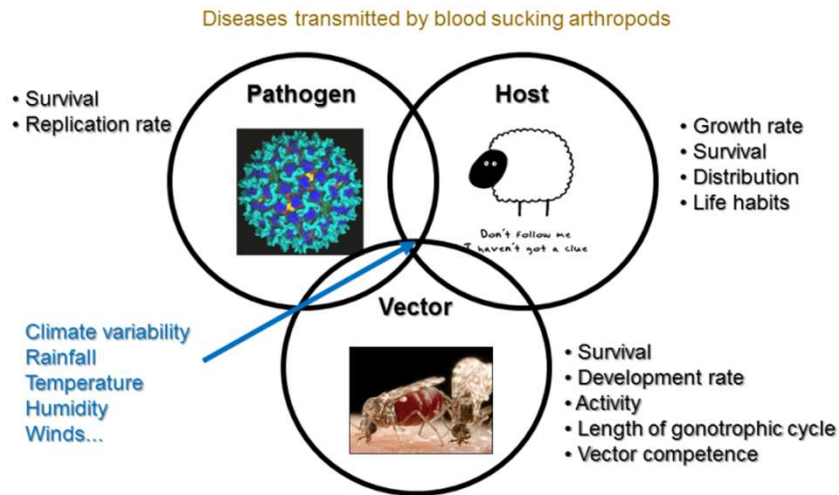 Diseases transmitted by blood sucking arthropods
Pathogen
• Survival
• Replication rate
Host
• Growth rate
• Survival
• Distribution
• Life habits
Don't follow me
I haven't got a clue
Vector
Climate variability
Rainfall
Temperature
Humidity
Winds...
• Survival
• Development rate
• Activity
• Length of gonotrophic cycle
• Vector competence